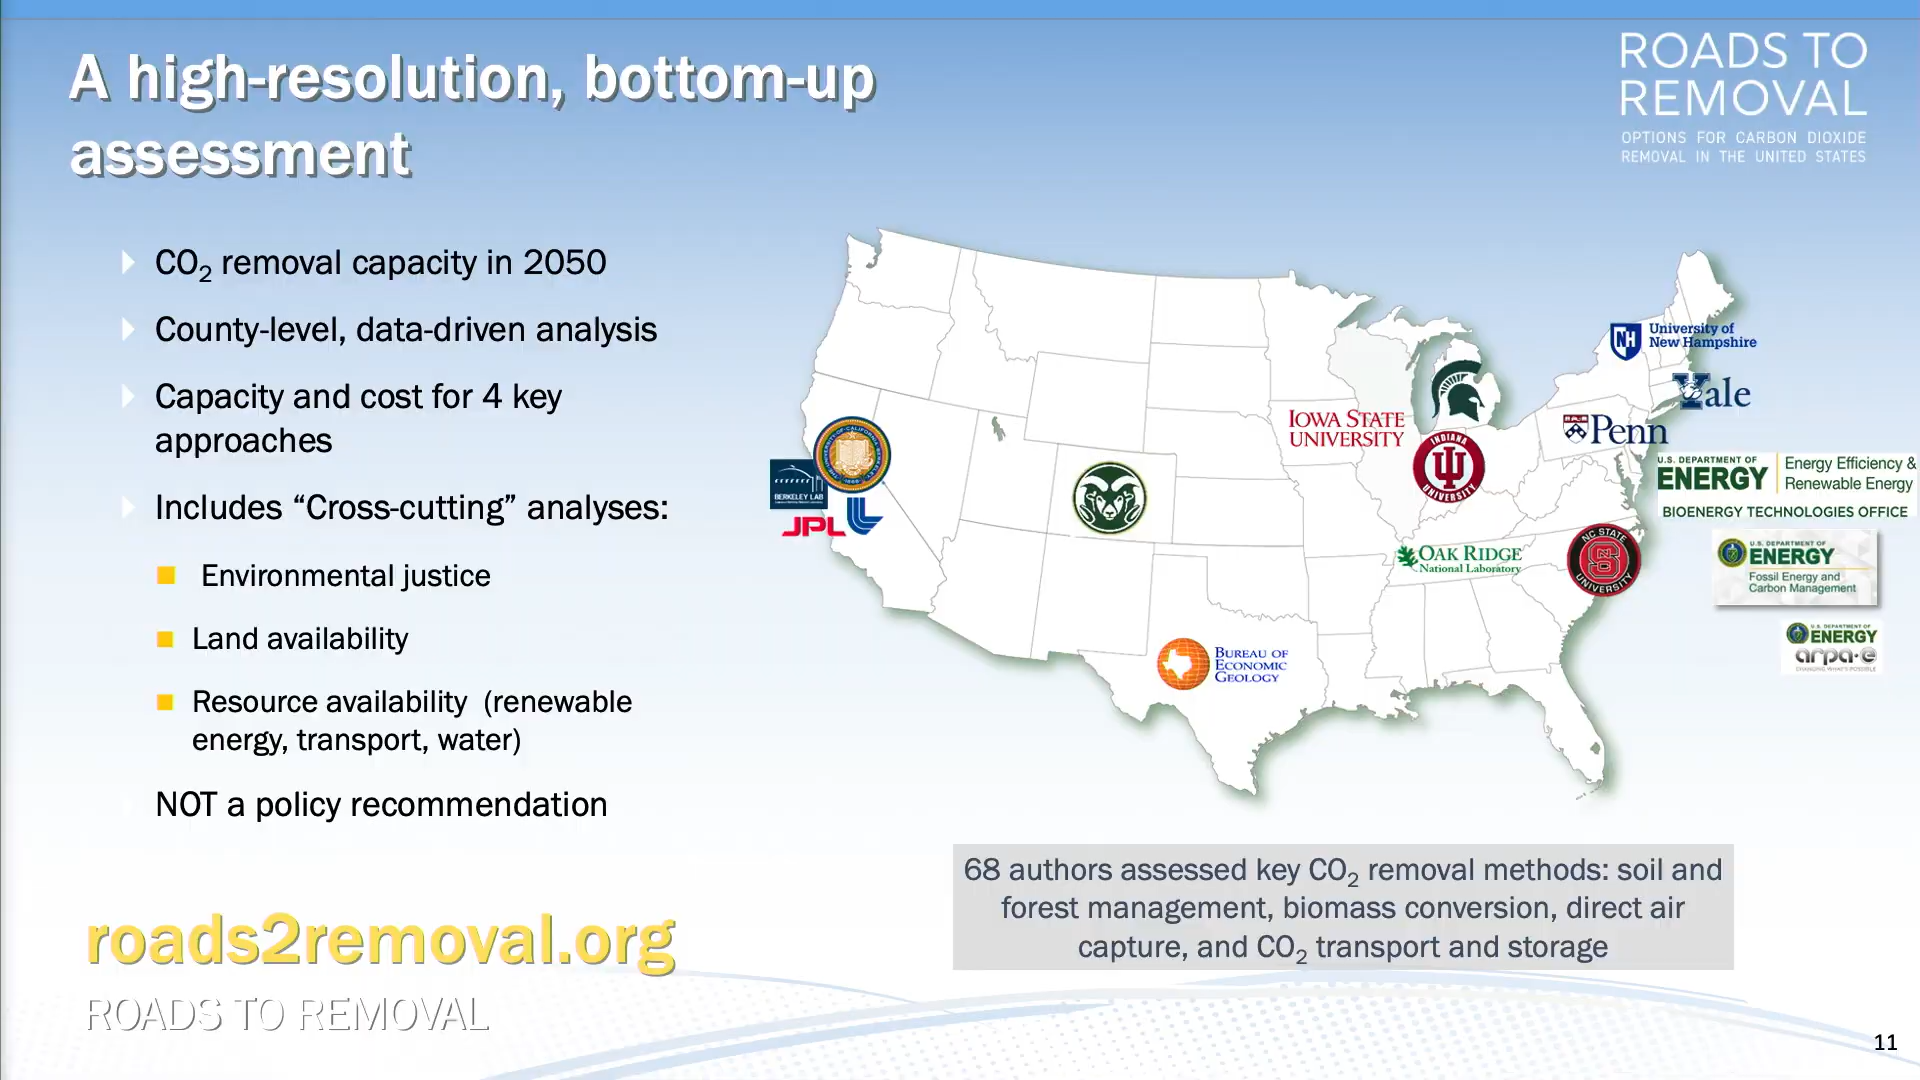 A high-resolution, bottom-up
assessment
ROADS TO
REMOVAL
OPTIONS FOR CARBON DIOXIDE
REMOVAL IN THE UNITED STATES
CO2 removal capacity in 2050
County-level, data-driven analysis
Capacity and cost for 4 key
approaches
Includes “Cross-cutting” analyses:
Environmental justice
Land availability
Resource availability (renewable
energy, transport, water)
NOT a policy recommendation
roads2removal.org
ROADS TO REMOVAL
University of
New Hampshire
NH
Yale
Penn
IOWA STATE
UNIVERSITY
INDIANA
UNIVERSITY
BERKELEY LAB
JPL
U.S. DEPARTMENT OF
ENERGY
Energy Efficiency &
Renewable Energy
BIOENERGY TECHNOLOGIES OFFICE
U.S. DEPARTMENT OF
ENERGY
Fossil Energy and
Carbon Management
OAK RIDGE
National Laboratory
NC STATE
S
UNIVERSITY
U.S. DEPARTMENT OF
ENERGY
arpa·e
CHANGING WHAT'S POSSIBLE
BUREAU OF
ECONOMIC
GEOLOGY
68 authors assessed key CO2 removal methods: soil and
forest management, biomass conversion, direct air
capture, and CO2 transport and storage
11